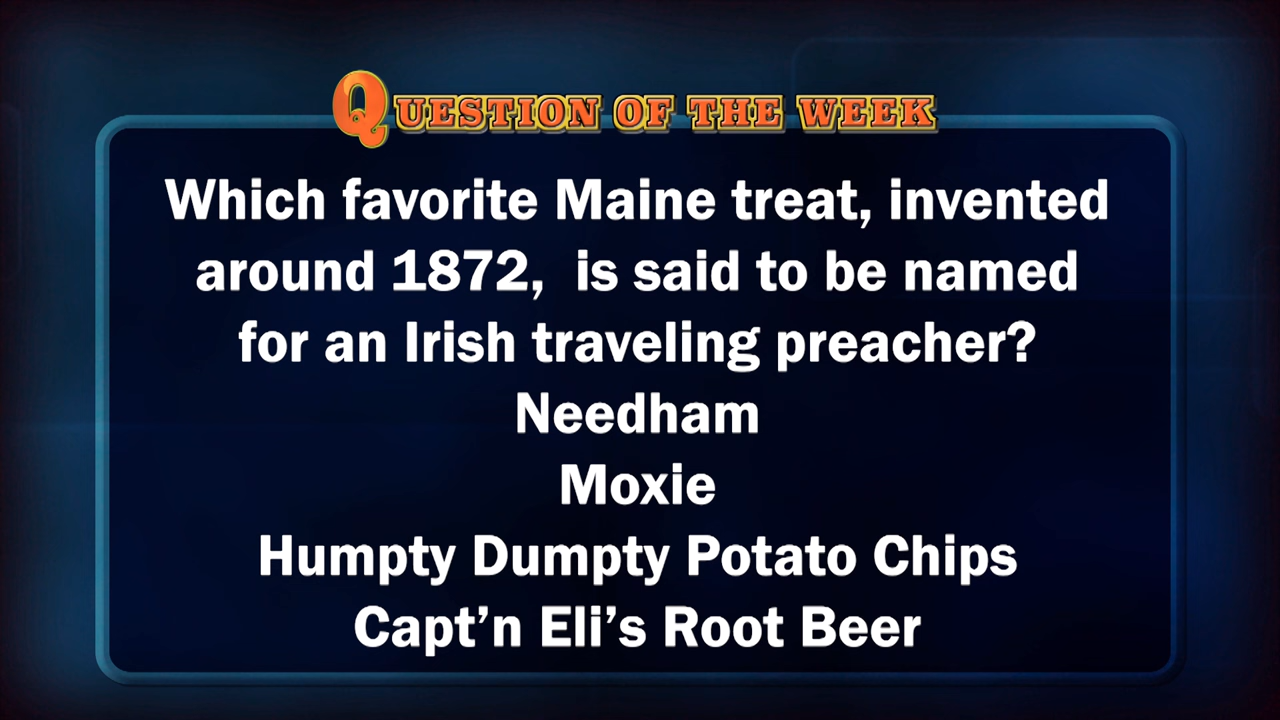 QUESTION OF THE WEEK
Which favorite Maine treat, invented
around 1872,  is said to be named
for an Irish traveling preacher?
Needham
Moxie
Humpty Dumpty Potato Chips
Capt’n Eli’s Root Beer